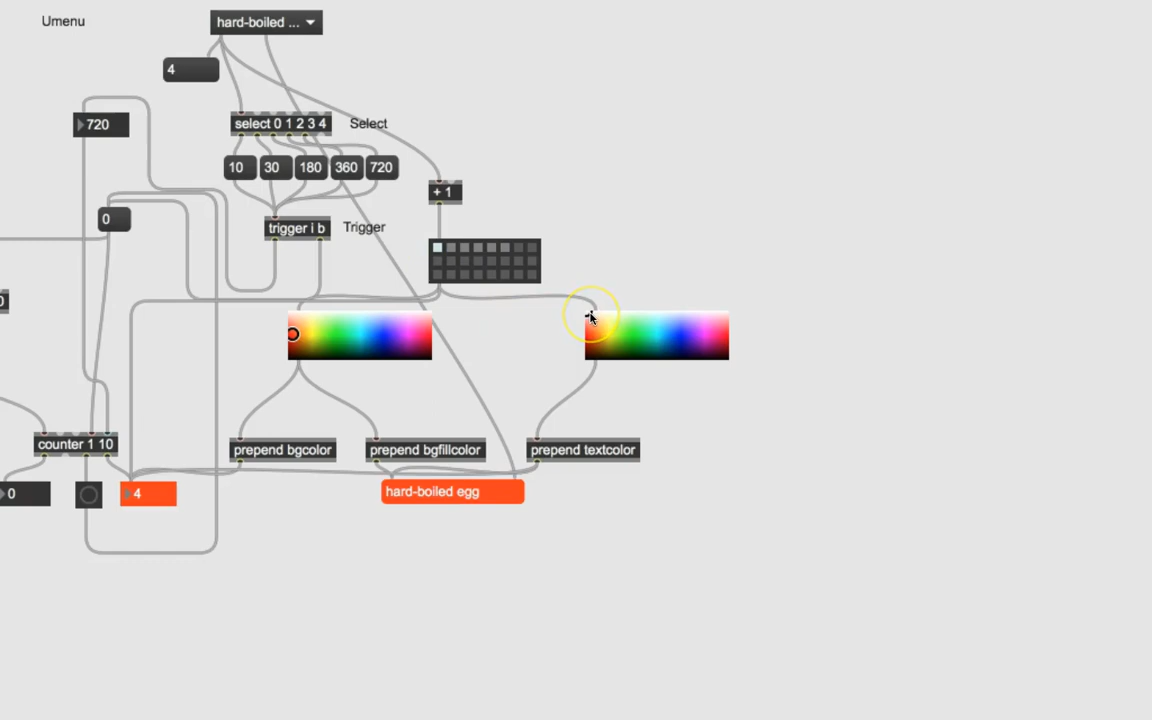 Umenu
hard-boiled ...
4
720
select 0 1 2 3 4
Select
10
30
180
360
720
+ 1
0
trigger i b
Trigger
0
counter 1 10
prepend bgcolor
prepend bgfillcolor
prepend textcolor
0
4
hard-boiled egg